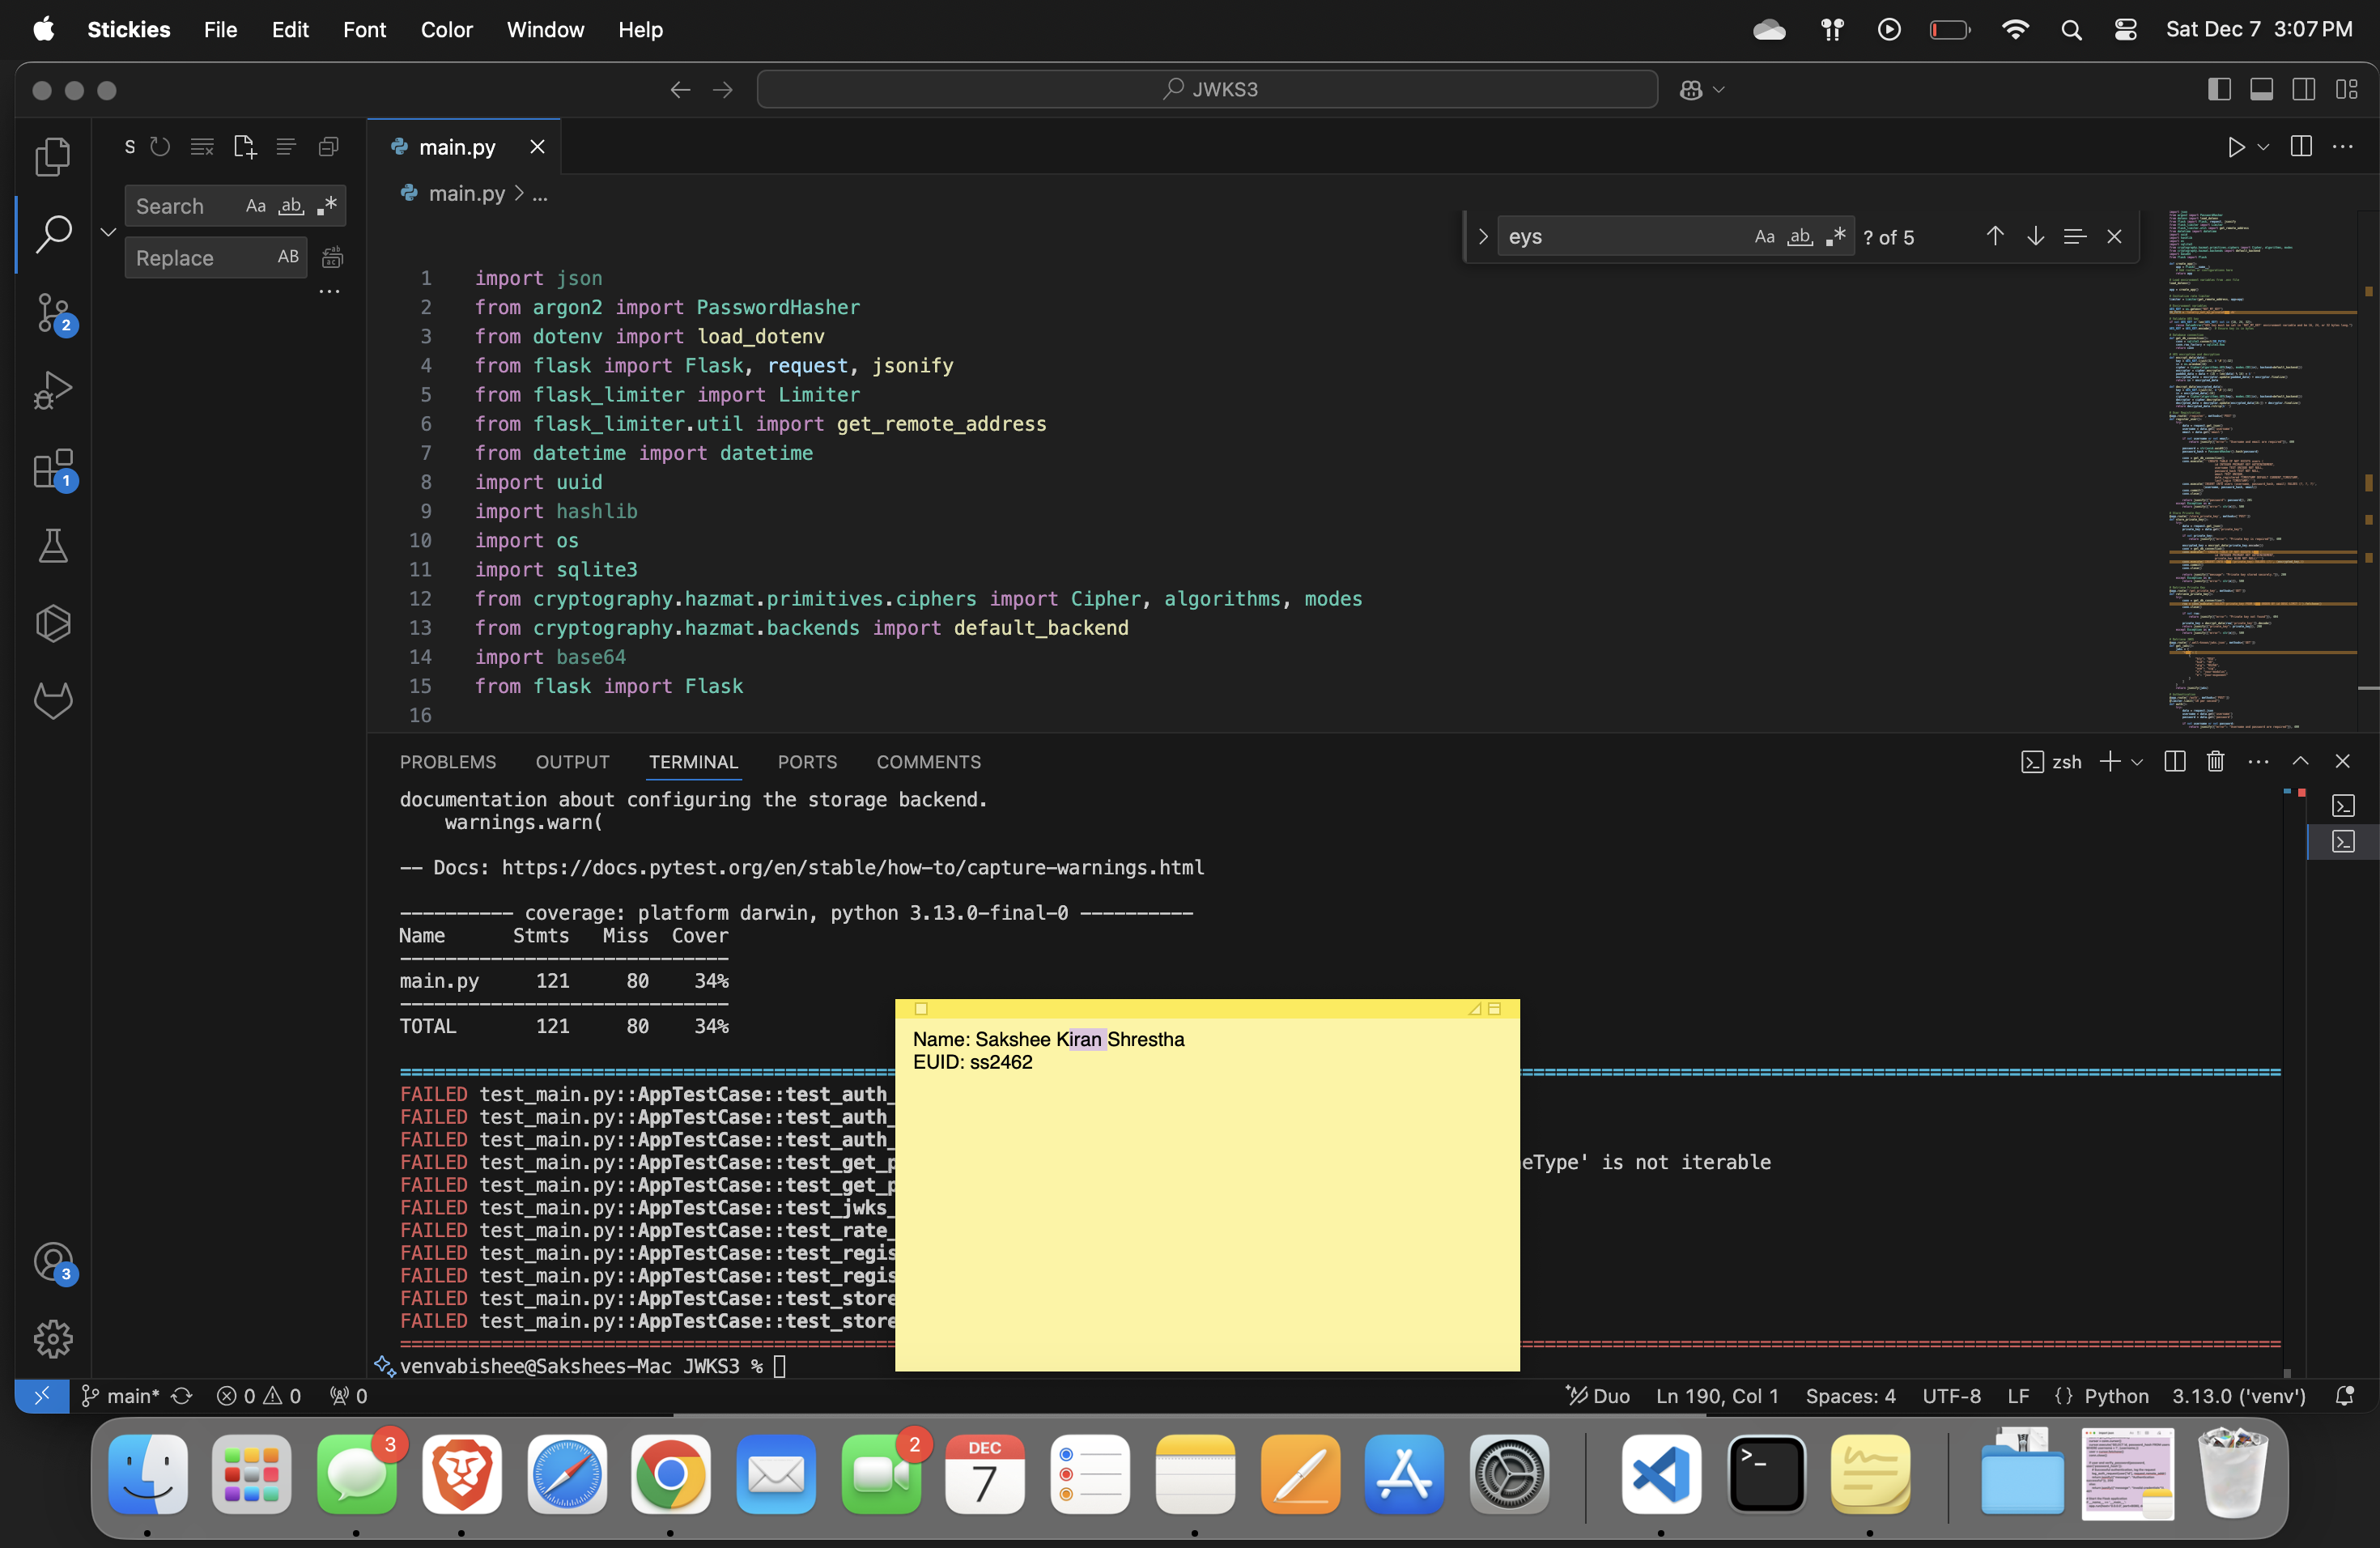 Stickies File Edit Font Color Window Help Sat Dec 7 3:07 PM
JWKS3
S
main.py
Search Aa ab
Replace AB
main.py > ...
eys Aa ab ? of 5
1 import json
2 from argon2 import PasswordHasher
3 from dotenv import load_dotenv
4 from flask import Flask, request, jsonify
5 from flask_limiter import Limiter
6 from flask_limiter.util import get_remote_address
7 from datetime import datetime
8 import uuid
9 import hashlib
10 import os
11 import sqlite3
12 from cryptography.hazmat.primitives.ciphers import Cipher, algorithms, modes
13 from cryptography.hazmat.backends import default_backend
14 import base64
15 from flask import Flask
16
2
1
3
PROBLEMS OUTPUT TERMINAL PORTS COMMENTS zsh
documentation about configuring the storage backend.
warnings.warn(
-- Docs: https://docs.pytest.org/en/stable/how-to/capture-warnings.html
---------- coverage: platform darwin, python 3.13.0-final-0 ----------
Name Stmts Miss Cover
-----------------------------
main.py 121 80 34%
-----------------------------
TOTAL 121 80 34%
Name: Sakshee Kiran Shrestha
EUID: ss2462
FAILED test_main.py::AppTestCase::test_auth_
FAILED test_main.py::AppTestCase::test_auth_
FAILED test_main.py::AppTestCase::test_auth_
FAILED test_main.py::AppTestCase::test_get_p eType' is not iterable
FAILED test_main.py::AppTestCase::test_get_p
FAILED test_main.py::AppTestCase::test_jwks_
FAILED test_main.py::AppTestCase::test_rate_
FAILED test_main.py::AppTestCase::test_regis
FAILED test_main.py::AppTestCase::test_regis
FAILED test_main.py::AppTestCase::test_store
FAILED test_main.py::AppTestCase::test_store
venvabishee@Sakshees-Mac JWKS3 %
main* 0 0 0 Duo Ln 190, Col 1 Spaces: 4 UTF-8 LF {} Python 3.13.0 ('venv')
3 2 DEC
7